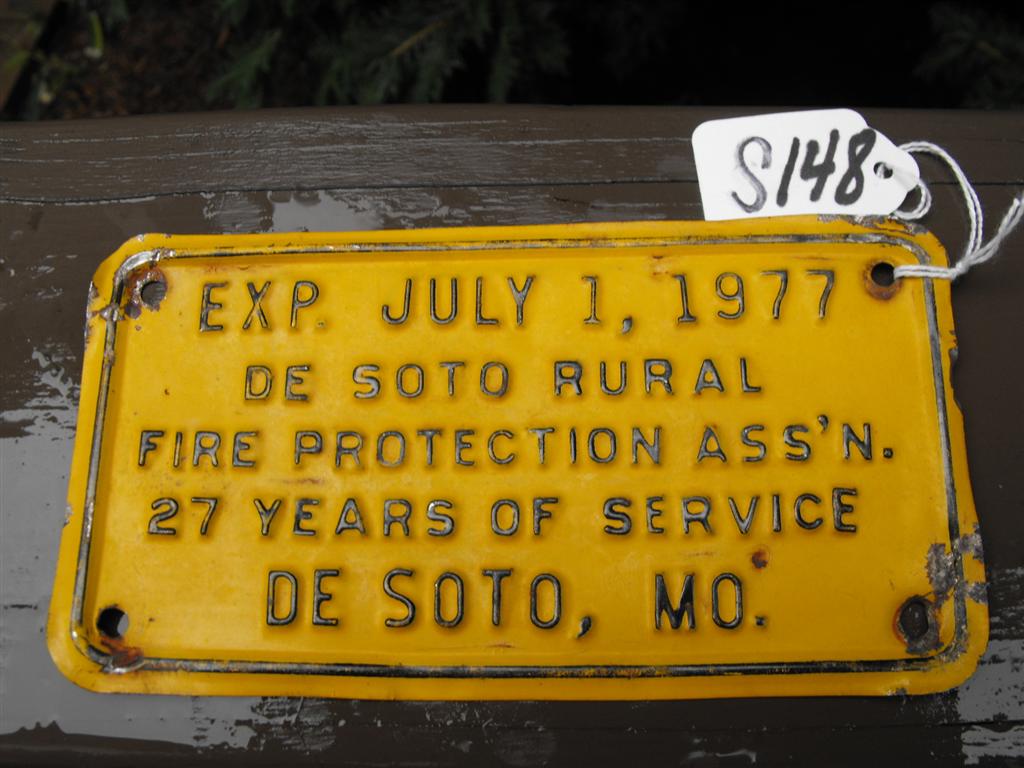 S148
EXP. JULY 1, 1977
DE SOTO RURAL
FIRE PROTECTION ASS'N.
27 YEARS OF SERVICE
DE SOTO, MO.